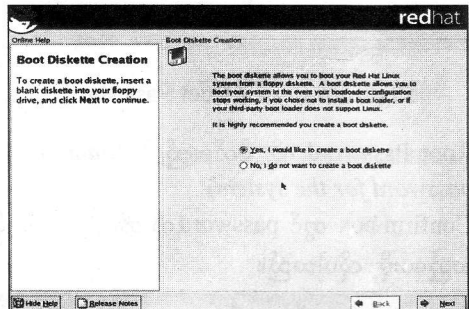 redhat
Online Help
Boot Diskette Creation
To create a boot diskette, insert a
blank diskette into your floppy
drive, and click Next to continue.
Boot Diskette Creation
The boot diskette allows you to boot your Red Hat Linux
system from a floppy diskette. A boot diskette allows you to
boot your system in the event your bootloader configuration
stops working, if you chose not to install a boot loader, or if
your third-party boot loader does not support Linux.
It is highly recommended you create a boot diskette.
Yes, I would like to create a boot diskette
No, I do not want to create a boot diskette
Hide Help
Release Notes
Back
Next